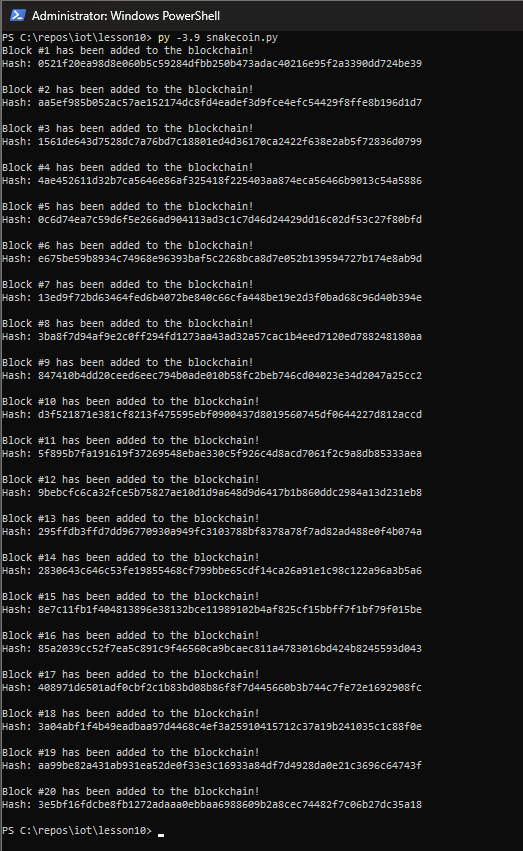 Administrator: Windows PowerShell
PS C:\repos\iot\lesson10> py -3.9 snakecoin.py
Block #1 has been added to the blockchain!
Hash: 0521f20ea98d8e060b5c59284dfbb250b473adac40216e95f2a3390dd724be39
Block #2 has been added to the blockchain!
Hash: aa5ef985b052ac57ae152174dc8fd4eadef3d9fce4efc54429f8ffe8b196d1d7
Block #3 has been added to the blockchain!
Hash: 1561de643d7528dc7a76bd7c18801ed4d36170ca2422f638e2ab5f72836d0799
Block #4 has been added to the blockchain!
Hash: 4ae452611d32b7ca5646e86af325418f225403aa874eca56466b9013c54a5886
Block #5 has been added to the blockchain!
Hash: 0c6d74ea7c59d6f5e266ad904113ad3c1c7d46d24429dd16c02df53c27f80bfd
Block #6 has been added to the blockchain!
Hash: e675be59b8934c74968e96393baf5c2268bca8d7e052b139594727b174e8ab9d
Block #7 has been added to the blockchain!
Hash: 13ed9f72bd63464fed6b4072be840c66cfa448be19e2d3f0bad68c96d40b394e
Block #8 has been added to the blockchain!
Hash: 3ba8f7d94af9e2c0ff294fd1273aa43ad32a57cac1b4eed7120ed788248180aa
Block #9 has been added to the blockchain!
Hash: 847410b4dd20ceed6eec794b0ade010b58fc2beb746cd04023e34d2047a25cc2
Block #10 has been added to the blockchain!
Hash: d3f521871e381cf8213f475595ebf0900437d8019560745df0644227d812accd
Block #11 has been added to the blockchain!
Hash: 5f895b7fa191619f37269548ebae330c5f926c4d8acd7061f2c9a8db85333aea
Block #12 has been added to the blockchain!
Hash: 9bebcfc6ca32fce5b75827ae10d1d9a648d9d6417b1b860ddc2984a13d231eb8
Block #13 has been added to the blockchain!
Hash: 295ffdb3ffd7dd96770930a949fc3103788bf8378a78f7ad82ad488e0f4b074a
Block #14 has been added to the blockchain!
Hash: 2830643c646c53fe19855468cf799bbe65cdf14ca26a91e1c98c122a96a3b5a6
Block #15 has been added to the blockchain!
Hash: 8e7c11fb1f404813896e38132bce11989102b4af825cf15bbff7f1bf79f015be
Block #16 has been added to the blockchain!
Hash: 85a2039cc52f7ea5c891c9f46560ca9bcaec811a4783016bd424b8245593d043
Block #17 has been added to the blockchain!
Hash: 408971d6501adf0cbf2c1b83bd08b86f8f7d445660b3b744c7fe72e1692908fc
Block #18 has been added to the blockchain!
Hash: 3a04abf1f4b49eadbaa97d4468c4ef3a25910415712c37a19b241035c1c88f0e
Block #19 has been added to the blockchain!
Hash: aa99be82a431ab931ea52de0f33e3c16933a84df7d4928da0e21c3696c64743f
Block #20 has been added to the blockchain!
Hash: 3e5bf16fdcbe8fb1272adaaa0ebbaa6988609b2a8cec74482f7c06b27dc35a18
PS C:\repos\iot\lesson10>